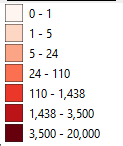 0 - 1
1 - 5
5 - 24
24 - 110
110 - 1,438
1,438 - 3,500
3,500 - 20,000